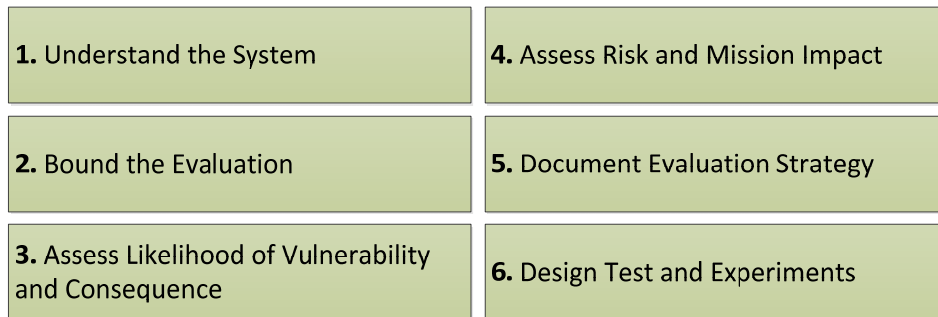 1. Understand the System
2. Bound the Evaluation
3. Assess Likelihood of Vulnerability
and Consequence
4. Assess Risk and Mission Impact
5. Document Evaluation Strategy
6. Design Test and Experiments